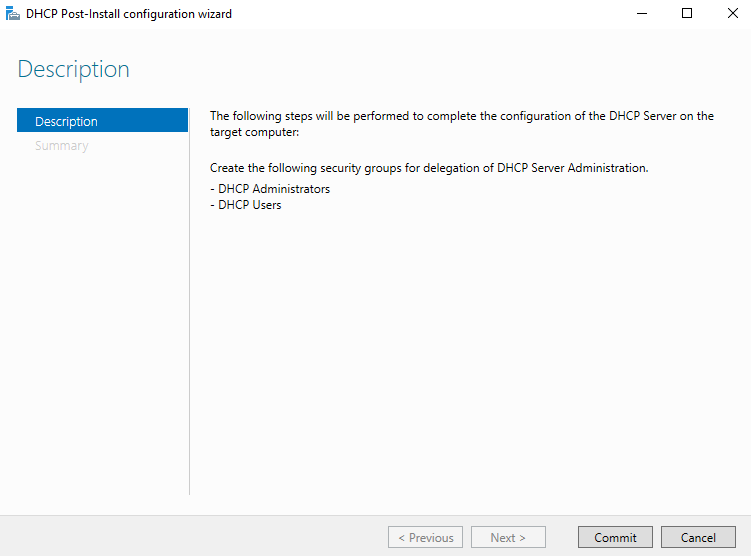 DHCP Post-Install configuration wizard
Description
Description
Summary
The following steps will be performed to complete the configuration of the DHCP Server on the
target computer:
Create the following security groups for delegation of DHCP Server Administration.
- DHCP Administrators
- DHCP Users
< Previous
Next >
Commit
Cancel